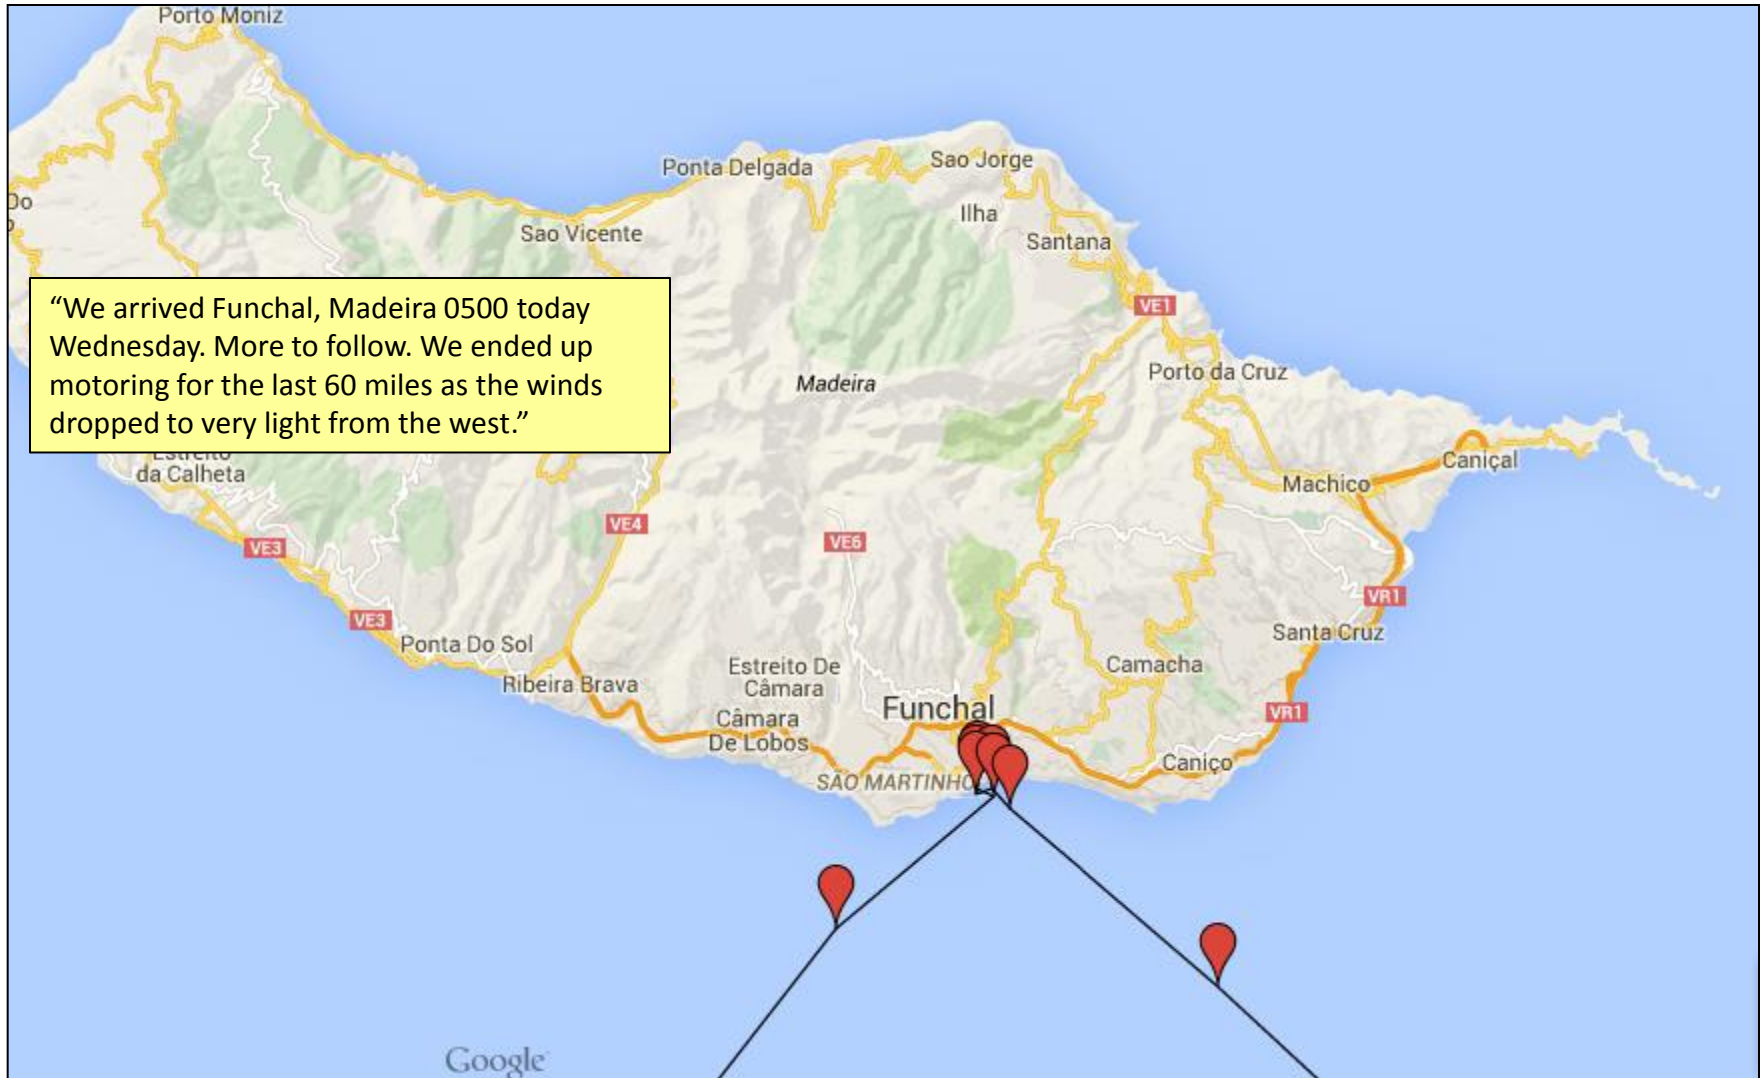 Porto Moniz
Ponta Delgada
Sao Jorge
Do
Ilha
Sao Vicente
Santana
“We arrived Funchal, Madeira 0500 today
Wednesday. More to follow. We ended up
motoring for the last 60 miles as the winds
dropped to very light from the west.”
VE1
Porto da Cruz
Madeira
Estreito
da Calheta
Caniçal
Machico
VE4
VE6
VE3
VR1
VE3
Ponta Do Sol
Santa Cruz
Estreito De
Câmara
Camacha
Ribeira Brava
Funchal
VR1
Câmara
De Lobos
Caniço
SÃO MARTINHO
Google